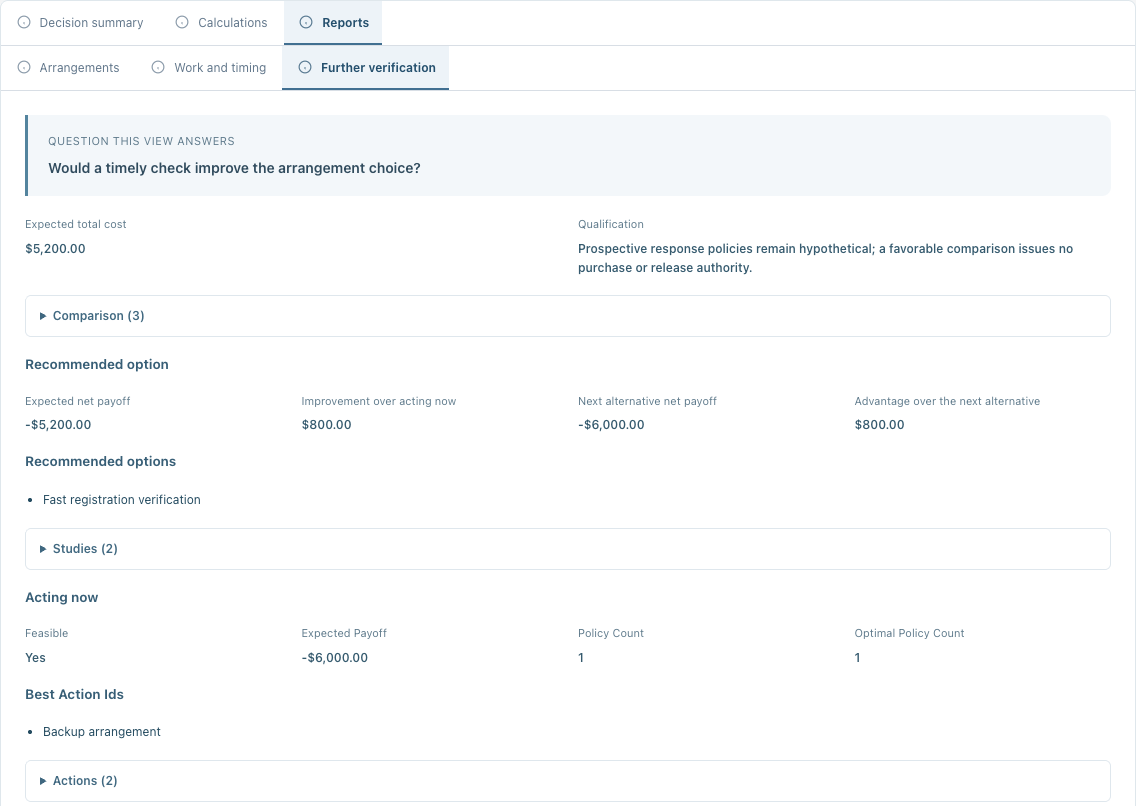 Decision summary
Calculations
Reports
Arrangements
Work and timing
Further verification
QUESTION THIS VIEW ANSWERS
Would a timely check improve the arrangement choice?
Expected total cost
$5,200.00
Qualification
Prospective response policies remain hypothetical; a favorable comparison issues no
purchase or release authority.
Comparison (3)
Recommended option
Expected net payoff
-$5,200.00
Improvement over acting now
$800.00
Next alternative net payoff
-$6,000.00
Advantage over the next alternative
$800.00
Recommended options
Fast registration verification
Studies (2)
Acting now
Feasible
Yes
Expected Payoff
-$6,000.00
Policy Count
1
Optimal Policy Count
1
Best Action Ids
Backup arrangement
Actions (2)